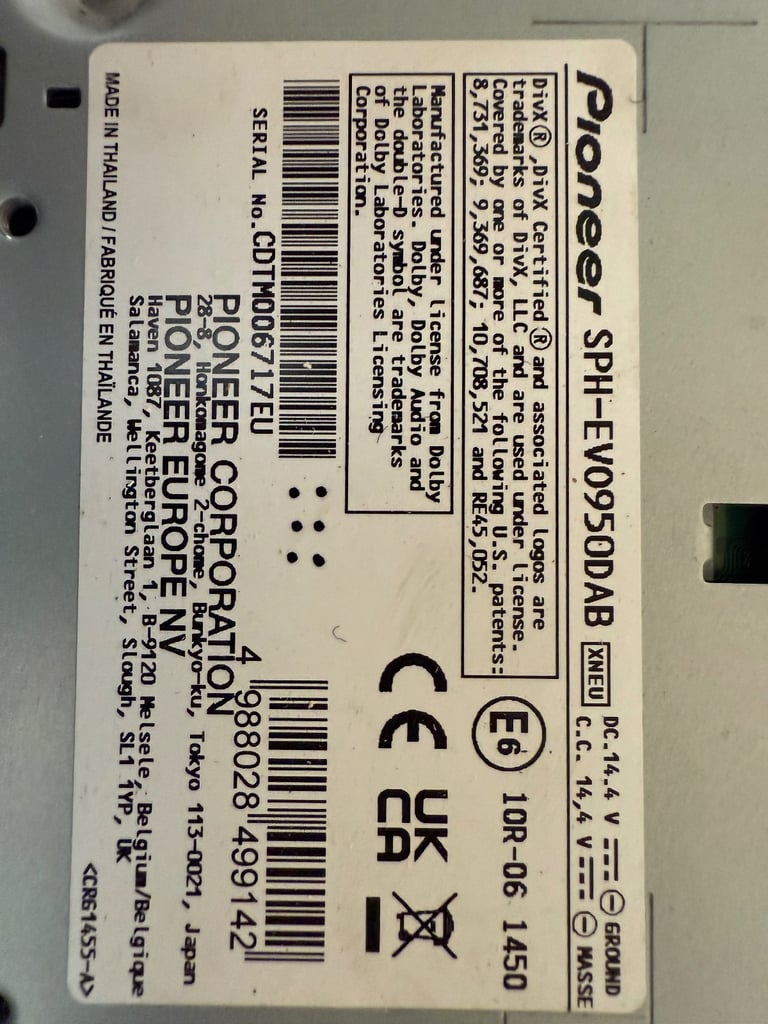 Pioneer SPH-EV0950DAB XNEU
DC.14.4 V GROUND
C.C. 14,4 V MASSE
DivX®,DivX Certified® and associated logos are
trademarks of DivX, LLC and are used under license.
Covered by one or more of the following U.S. patents:
8,731,369; 9,369,687; 10,708,521 and RE45,052.
E6 10R-06 1450
Manufactured under license from Dolby
Laboratories. Dolby, Dolby Audio and
the double-D symbol are trademarks
of Dolby Laboratories Licensing
Corporation.
CE UK
CA
SERIAL No. CDTM006717EU
4 988028 499142
PIONEER CORPORATION
28-8, Honkomagome 2-chome, Bunkyo-ku, Tokyo 113-0021, Japan
PIONEER EUROPE NV
Haven 1087, Keetberglaan 1, B-9120 Melsele, Belgium/Belgique
Salamanca, Wellington Street, Slough, SL1 1YP, UK
MADE IN THAILAND / FABRIQUÉ EN THAÏLANDE
<CRG1455-A>